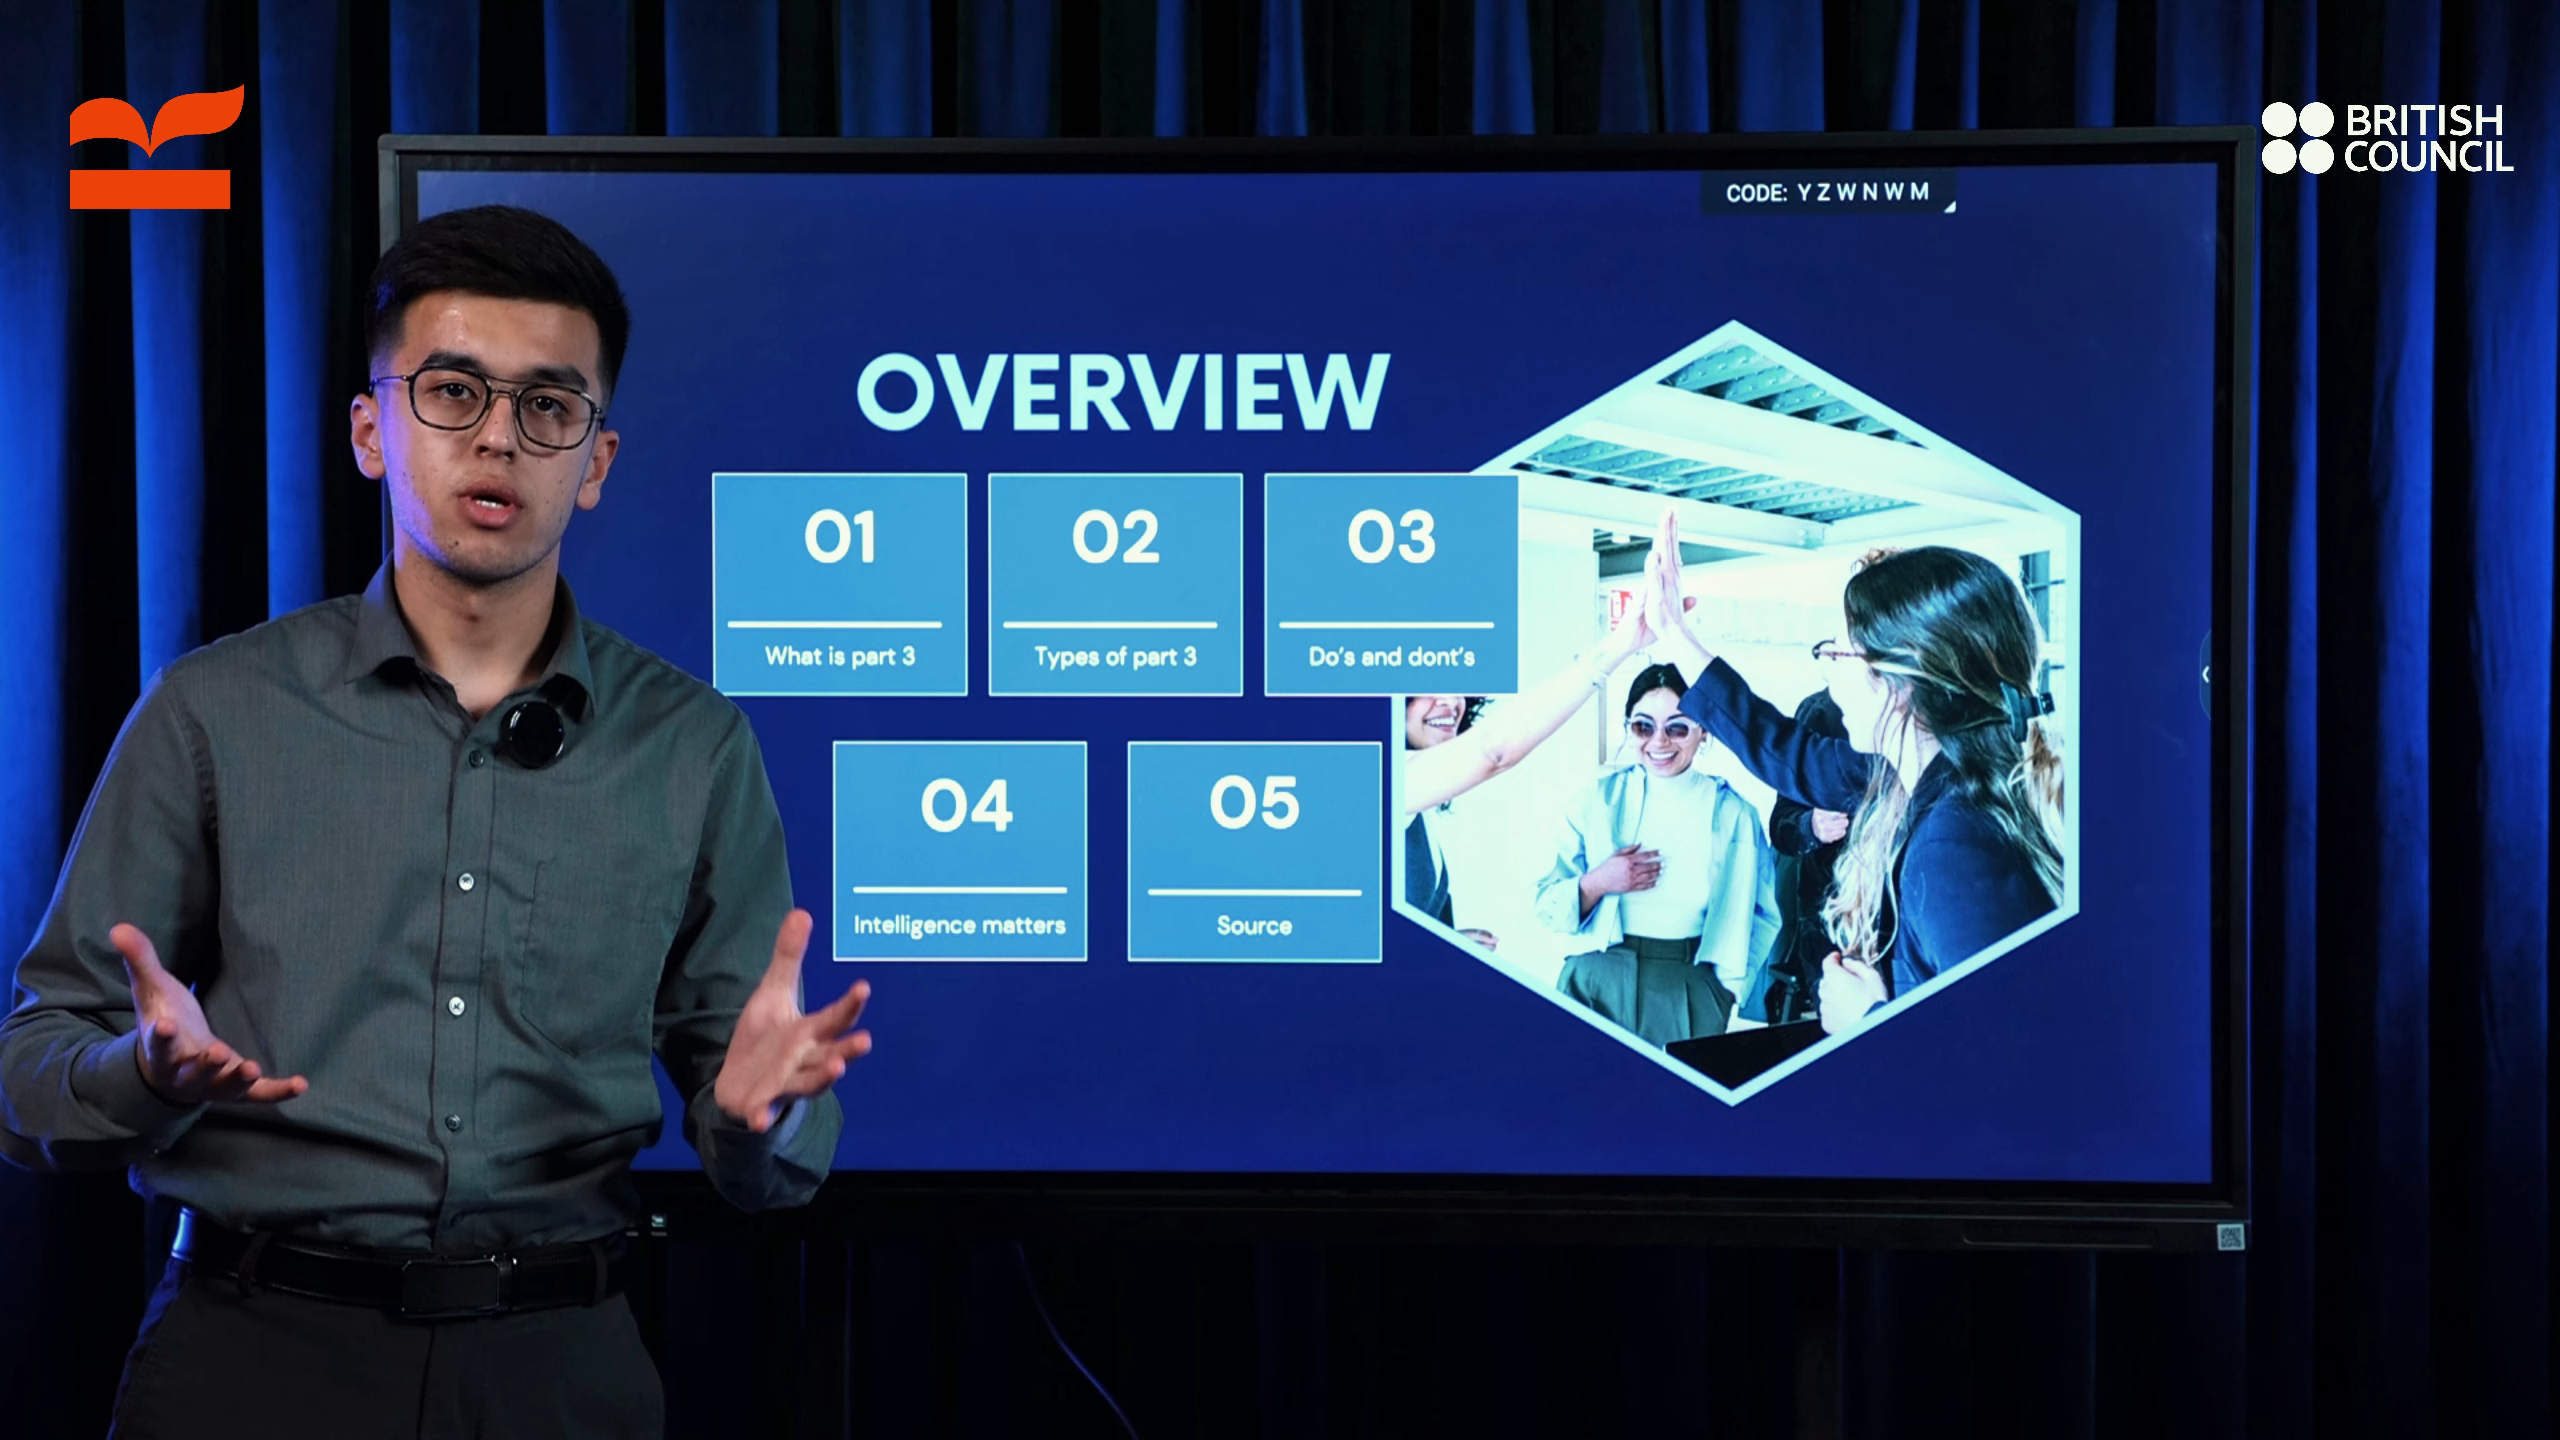 BRITISH
COUNCIL
CODE: YZWNWM
OVERVIEW
01
What is part 3
02
Types of part 3
03
Do's and dont's
04
Intelligence matters
05
Source